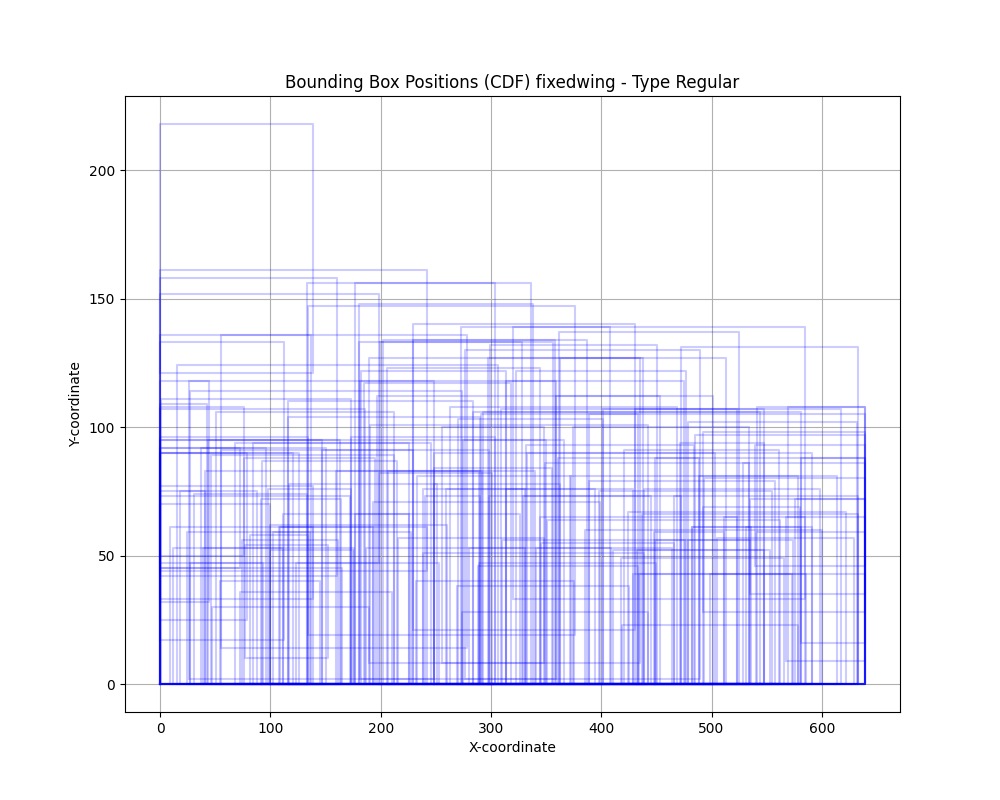 Bounding Box Positions (CDF) fixedwing - Type Regular
200
150
100
50
0
Y-coordinate
0 100 200 300 400 500 600
X-coordinate